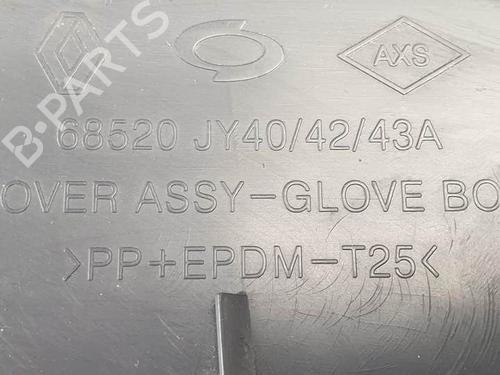 AXS
68520 JY40/42/43A
OVER ASSY-GLOVE BO
>PP+EPDM-T25<
B-PARTS